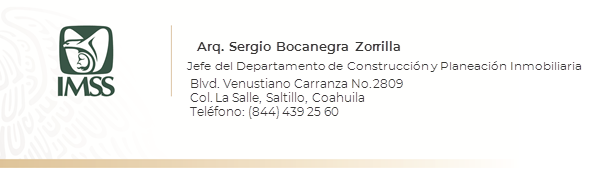 IMSS
Arq. Sergio Bocanegra Zorrilla
Jefe del Departamento de Construcción y Planeación Inmobiliaria
Blvd. Venustiano Carranza No.2809
Col. La Salle, Saltillo, Coahuila
Teléfono: (844) 439 25 60